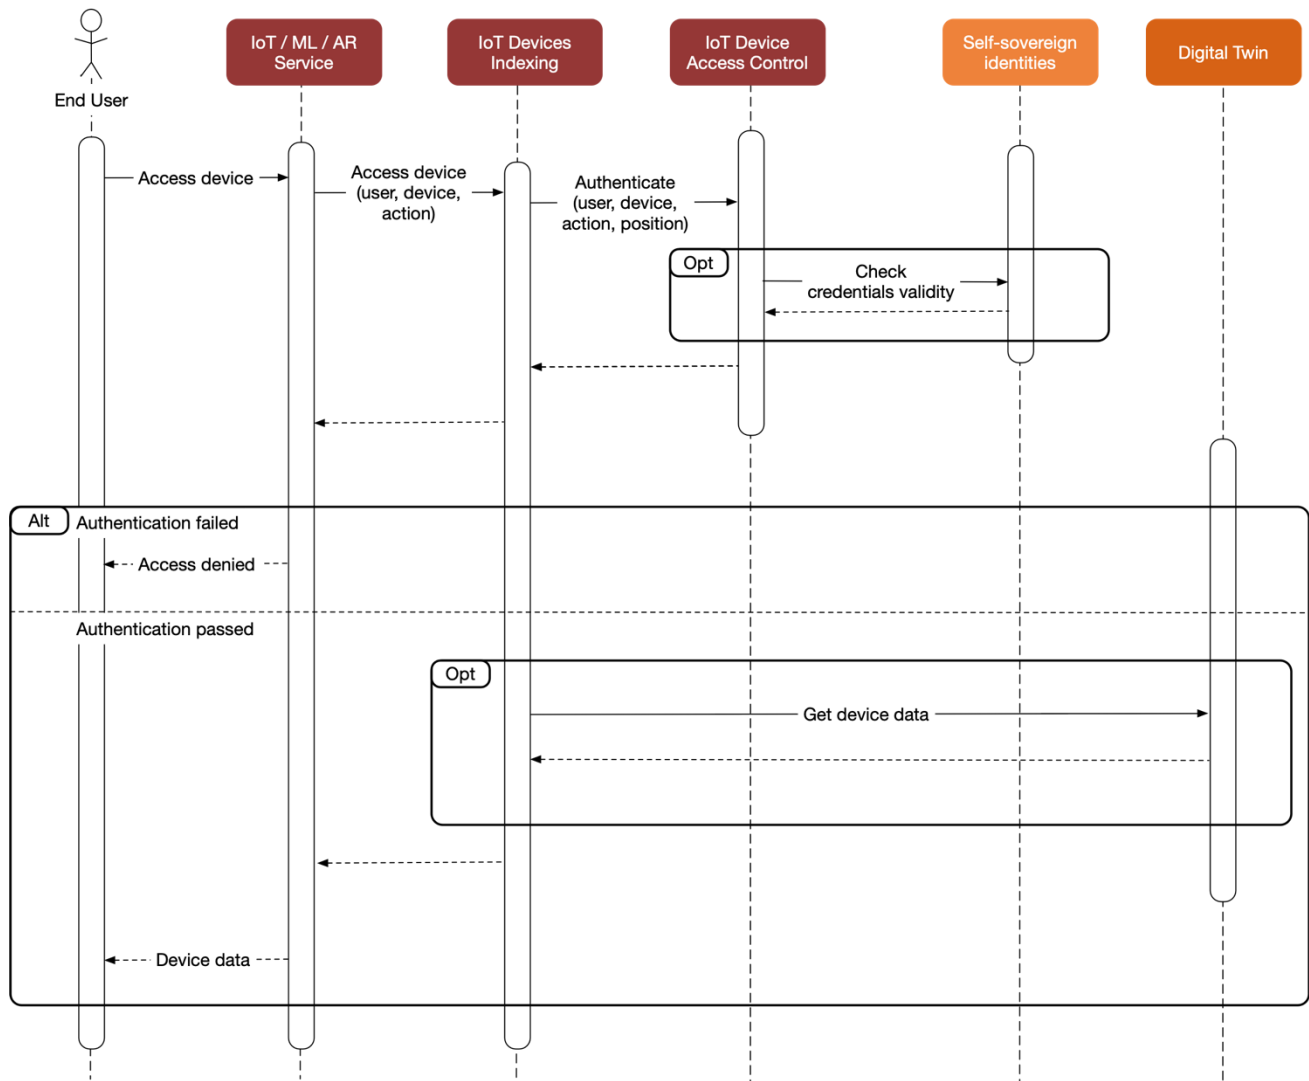 End User
IoT / ML / AR
Service
IoT Devices
Indexing
IoT Device
Access Control
Self-sovereign
identities
Digital Twin
Access device
Access device
(user, device,
action)
Authenticate
(user, device,
action, position)
Opt
Check
credentials validity
Alt
Authentication failed
Access denied
Authentication passed
Opt
Get device data
Device data